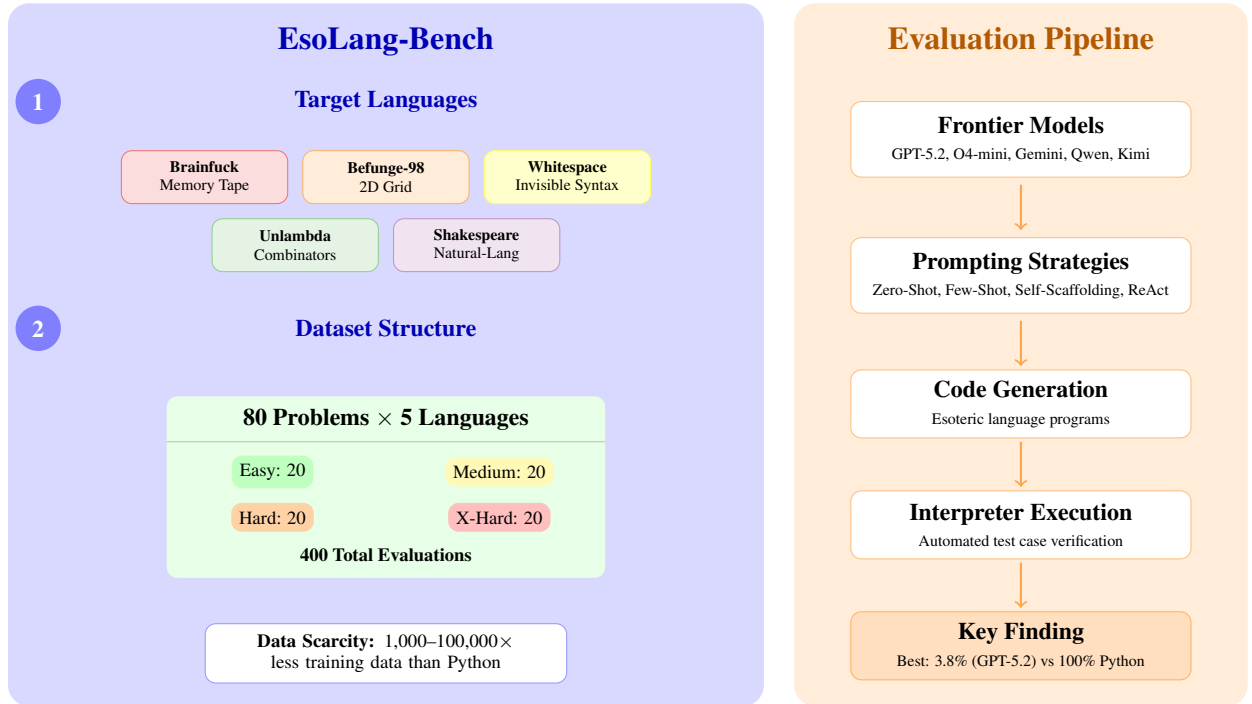 EsoLang-Bench
1
Target Languages
Brainfuck
Memory Tape
Befunge-98
2D Grid
Whitespace
Invisible Syntax
Unlambda
Combinators
Shakespeare
Natural-Lang
2
Dataset Structure
80 Problems × 5 Languages
Easy: 20
Medium: 20
Hard: 20
X-Hard: 20
400 Total Evaluations
Data Scarcity: 1,000–100,000×
less training data than Python
Evaluation Pipeline
Frontier Models
GPT-5.2, O4-mini, Gemini, Qwen, Kimi
Prompting Strategies
Zero-Shot, Few-Shot, Self-Scaffolding, ReAct
Code Generation
Esoteric language programs
Interpreter Execution
Automated test case verification
Key Finding
Best: 3.8% (GPT-5.2) vs 100% Python